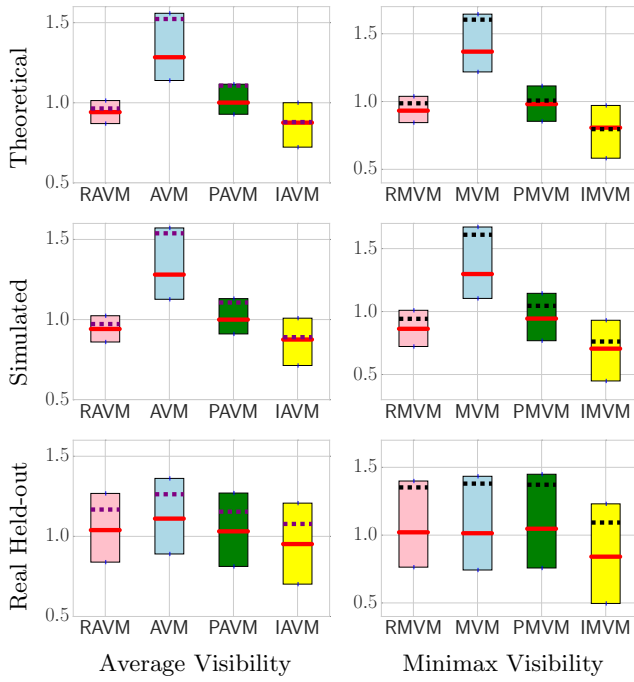 Theoretical
1.5
1.0
0.5
RAVM AVM PAVM IAVM
1.5
1.0
0.5
RMVM MVM PMVM IMVM
Simulated
1.5
1.0
0.5
RAVM AVM PAVM IAVM
1.5
1.0
0.5
RMVM MVM PMVM IMVM
Real Held-out
1.5
1.0
0.5
RAVM AVM PAVM IAVM
1.5
1.0
0.5
RMVM MVM PMVM IMVM
Average Visibility
Minimax Visibility